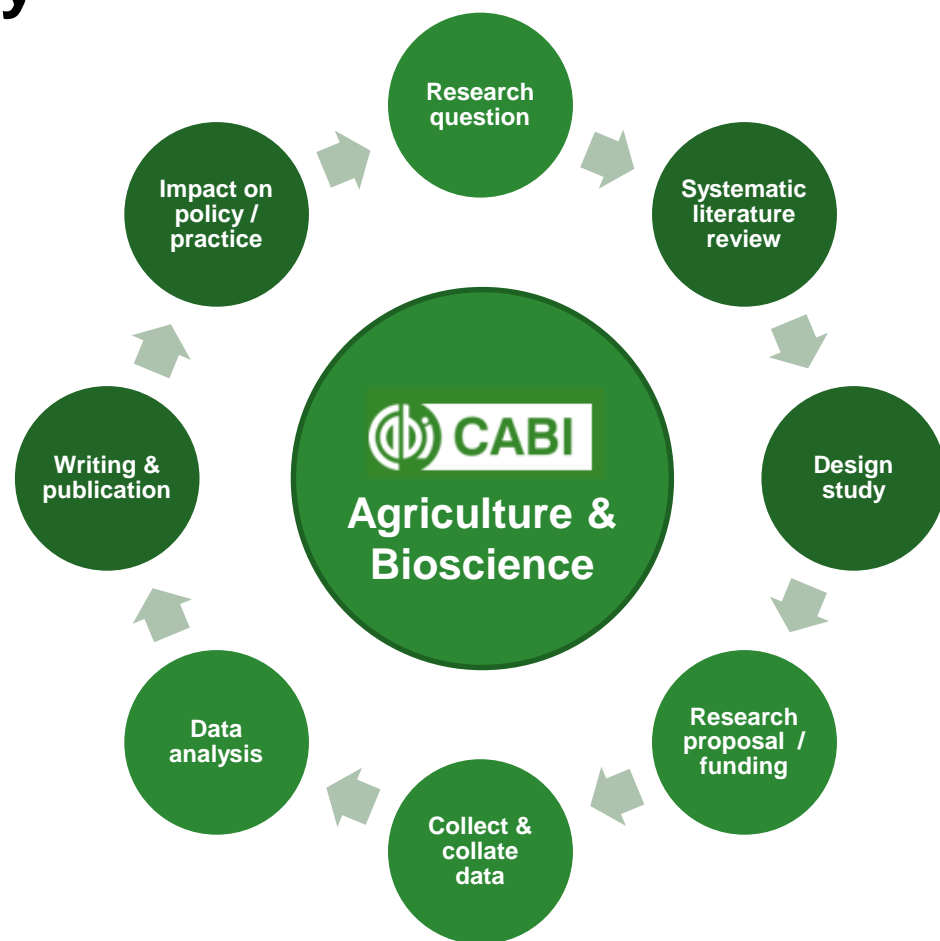 y
Research
question
Systematic
literature
review
Design
study
Research
proposal /
funding
Collect &
collate
data
Data
analysis
Writing &
publication
Impact on
policy /
practice
CABI
Agriculture &
Bioscience